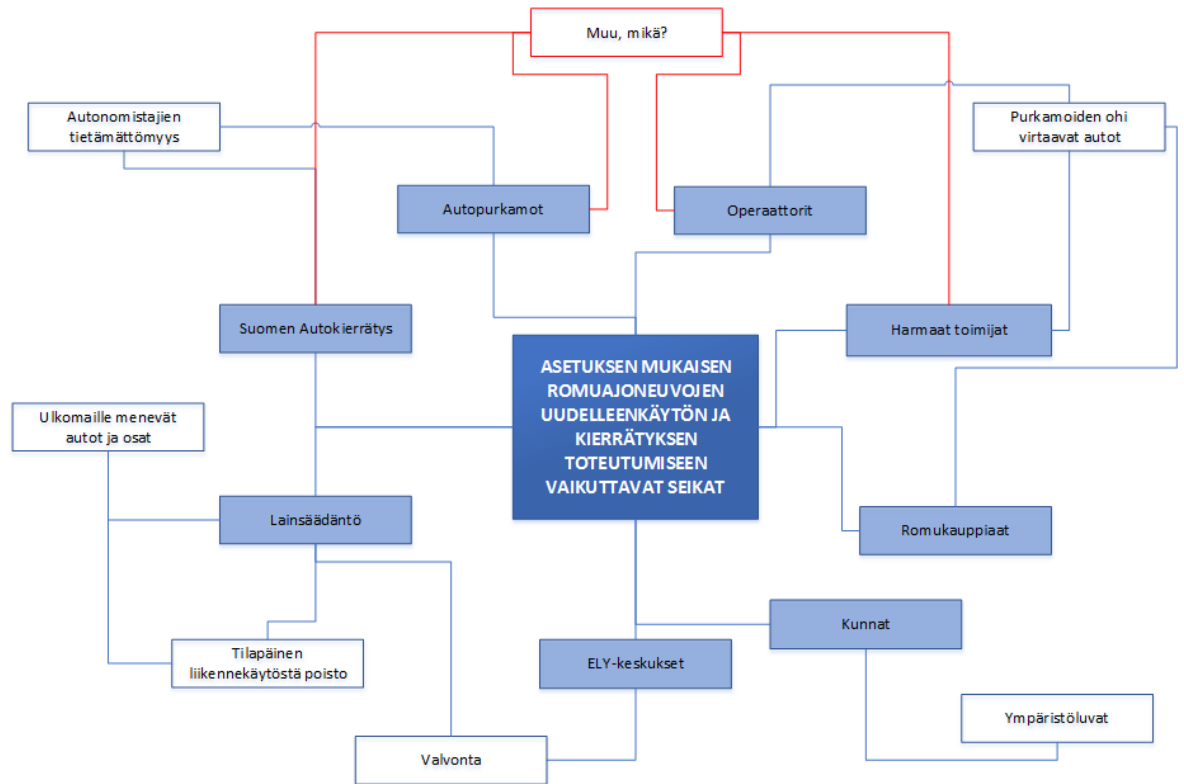 Muu, mikä?
Autonomistajien
tietämättömyys
Purkamoiden ohi
virtaavat autot
Autopurkamot
Operaattorit
Suomen Autokierrätys
Harmaat toimijat
ASETUKSEN MUKAISEN
ROMUAJONEUVOJEN
UUDELLEENKÄYTÖN JA
KIERRÄTYKSEN
TOTEUTUMISEEN
VAIKUTTAVAT SEIKAT
Ulkomaille menevät
autot ja osat
Lainsäädäntö
Romukauppiaat
Kunnat
Tilapäinen
liikennekäytöstä poisto
ELY-keskukset
Ympäristöluvat
Valvonta